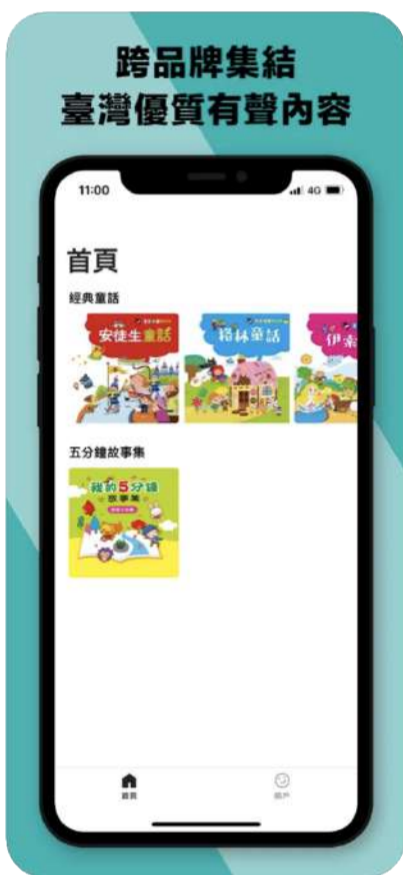 跨品牌集結
臺灣優質有聲內容
11:00
4G
首頁
經典童話
安徒生童話
格林童話
伊索
五分鐘故事集
我的5分鐘
故事集
首頁